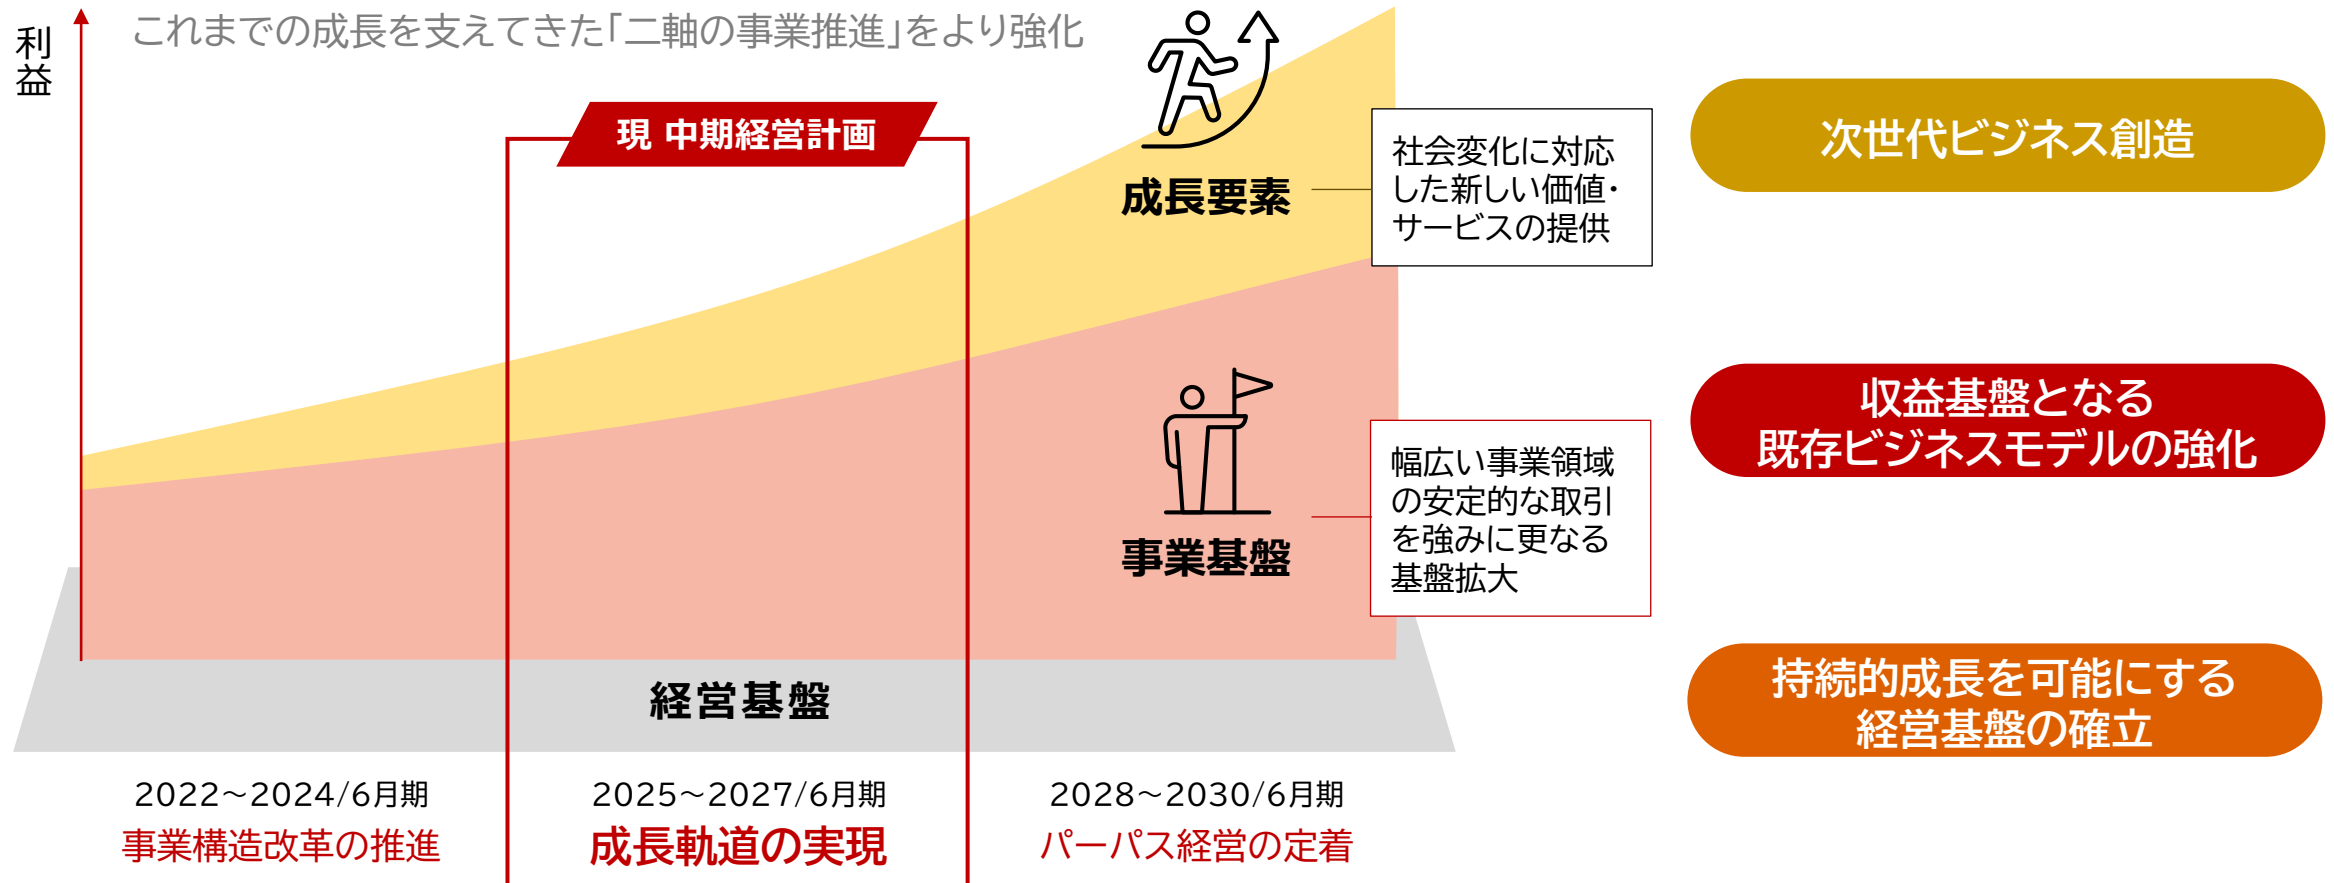 利益
これまでの成長を支えてきた「二軸の事業推進」をより強化
現 中期経営計画
成長要素
社会変化に対応
した新しい価値・
サービスの提供
次世代ビジネス創造
事業基盤
幅広い事業領域
の安定的な取引
を強みに更なる
基盤拡大
収益基盤となる
既存ビジネスモデルの強化
経営基盤
持続的成長を可能にする
経営基盤の確立
2022～2024/6月期
事業構造改革の推進
2025～2027/6月期
成長軌道の実現
2028～2030/6月期
パーパス経営の定着